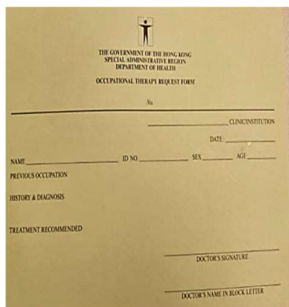 THE GOVERNMENT OF THE HONG KONG
SPECIAL ADMINISTRATIVE REGION
DEPARTMENT OF HEALTH
OCCUPATIONAL THERAPY REQUEST FORM
No.
CLINIC/INSTITUTION
DATE:
NAME ID NO. SEX AGE
PREVIOUS OCCUPATION
HISTORY & DIAGNOSIS
TREATMENT RECOMMENDED
DOCTOR'S SIGNATURE
DOCTOR'S NAME IN BLOCK LETTER